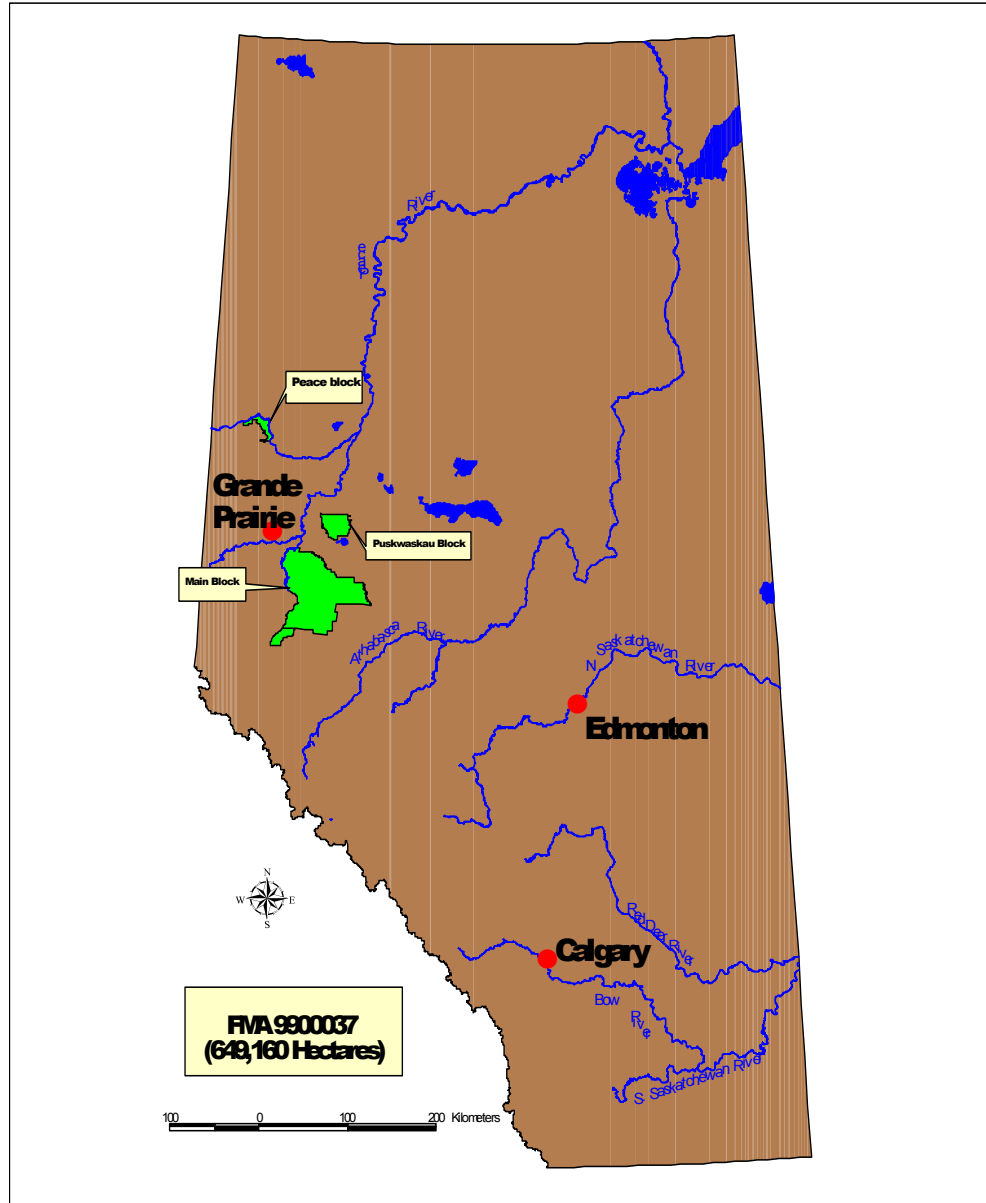 River
Peace
Peace block
Grande
Prairie
Puskwaskau Block
Main Block
Athabasca River
N Saskatchewan River
Edmonton
N
W E
S
Red Deer River
Calgary
Bow River
S. Saskatchewan River
FMA 9900037
(649,160 Hectares)
100 0 100 200 Kilometers